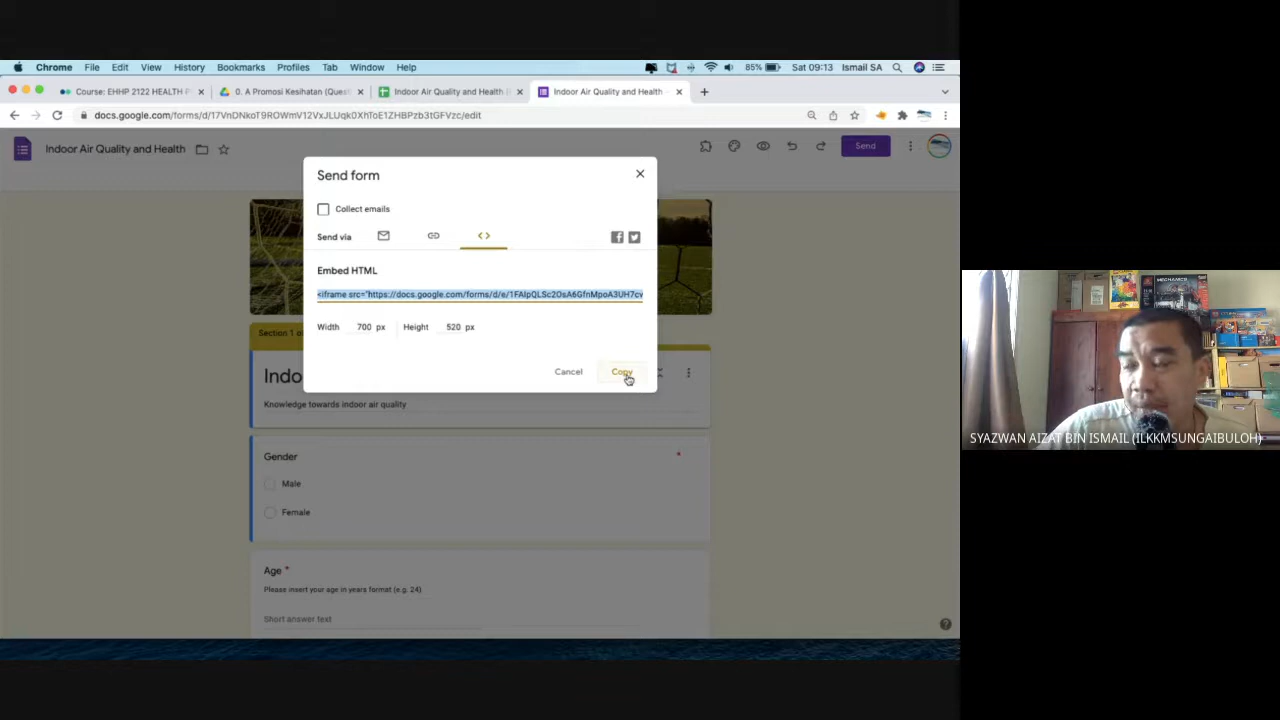 Chrome File Edit View History Bookmarks Profiles Tab Window Help 85% Sat 09:13 Ismail SA
Course: EHHP 2122 HEALTH P 0. A Promosi Kesihatan (Quest Indoor Air Quality and Health ( Indoor Air Quality and Health
docs.google.com/forms/d/17VnDNkoT9ROWmV12VxJLUqk0XhToE1ZHBPzb3tGFVzc/edit
Indoor Air Quality and Health Send
Send form
Collect emails
Send via
Embed HTML
<iframe src="https://docs.google.com/forms/d/e/1FAIpQLSc2OsA6GfnMpoA3UH7cv
Width 700 px Height 520 px
Section 1 o
Cancel Copy
Indo
Knowledge towards indoor air quality
Gender *
Male
Female
Age *
Please insert your age in years format (e.g. 24)
Short answer text
MECHAMICS
SYAZWAN AIZAT BIN ISMAIL (ILKKMSUNGAIBULOH)